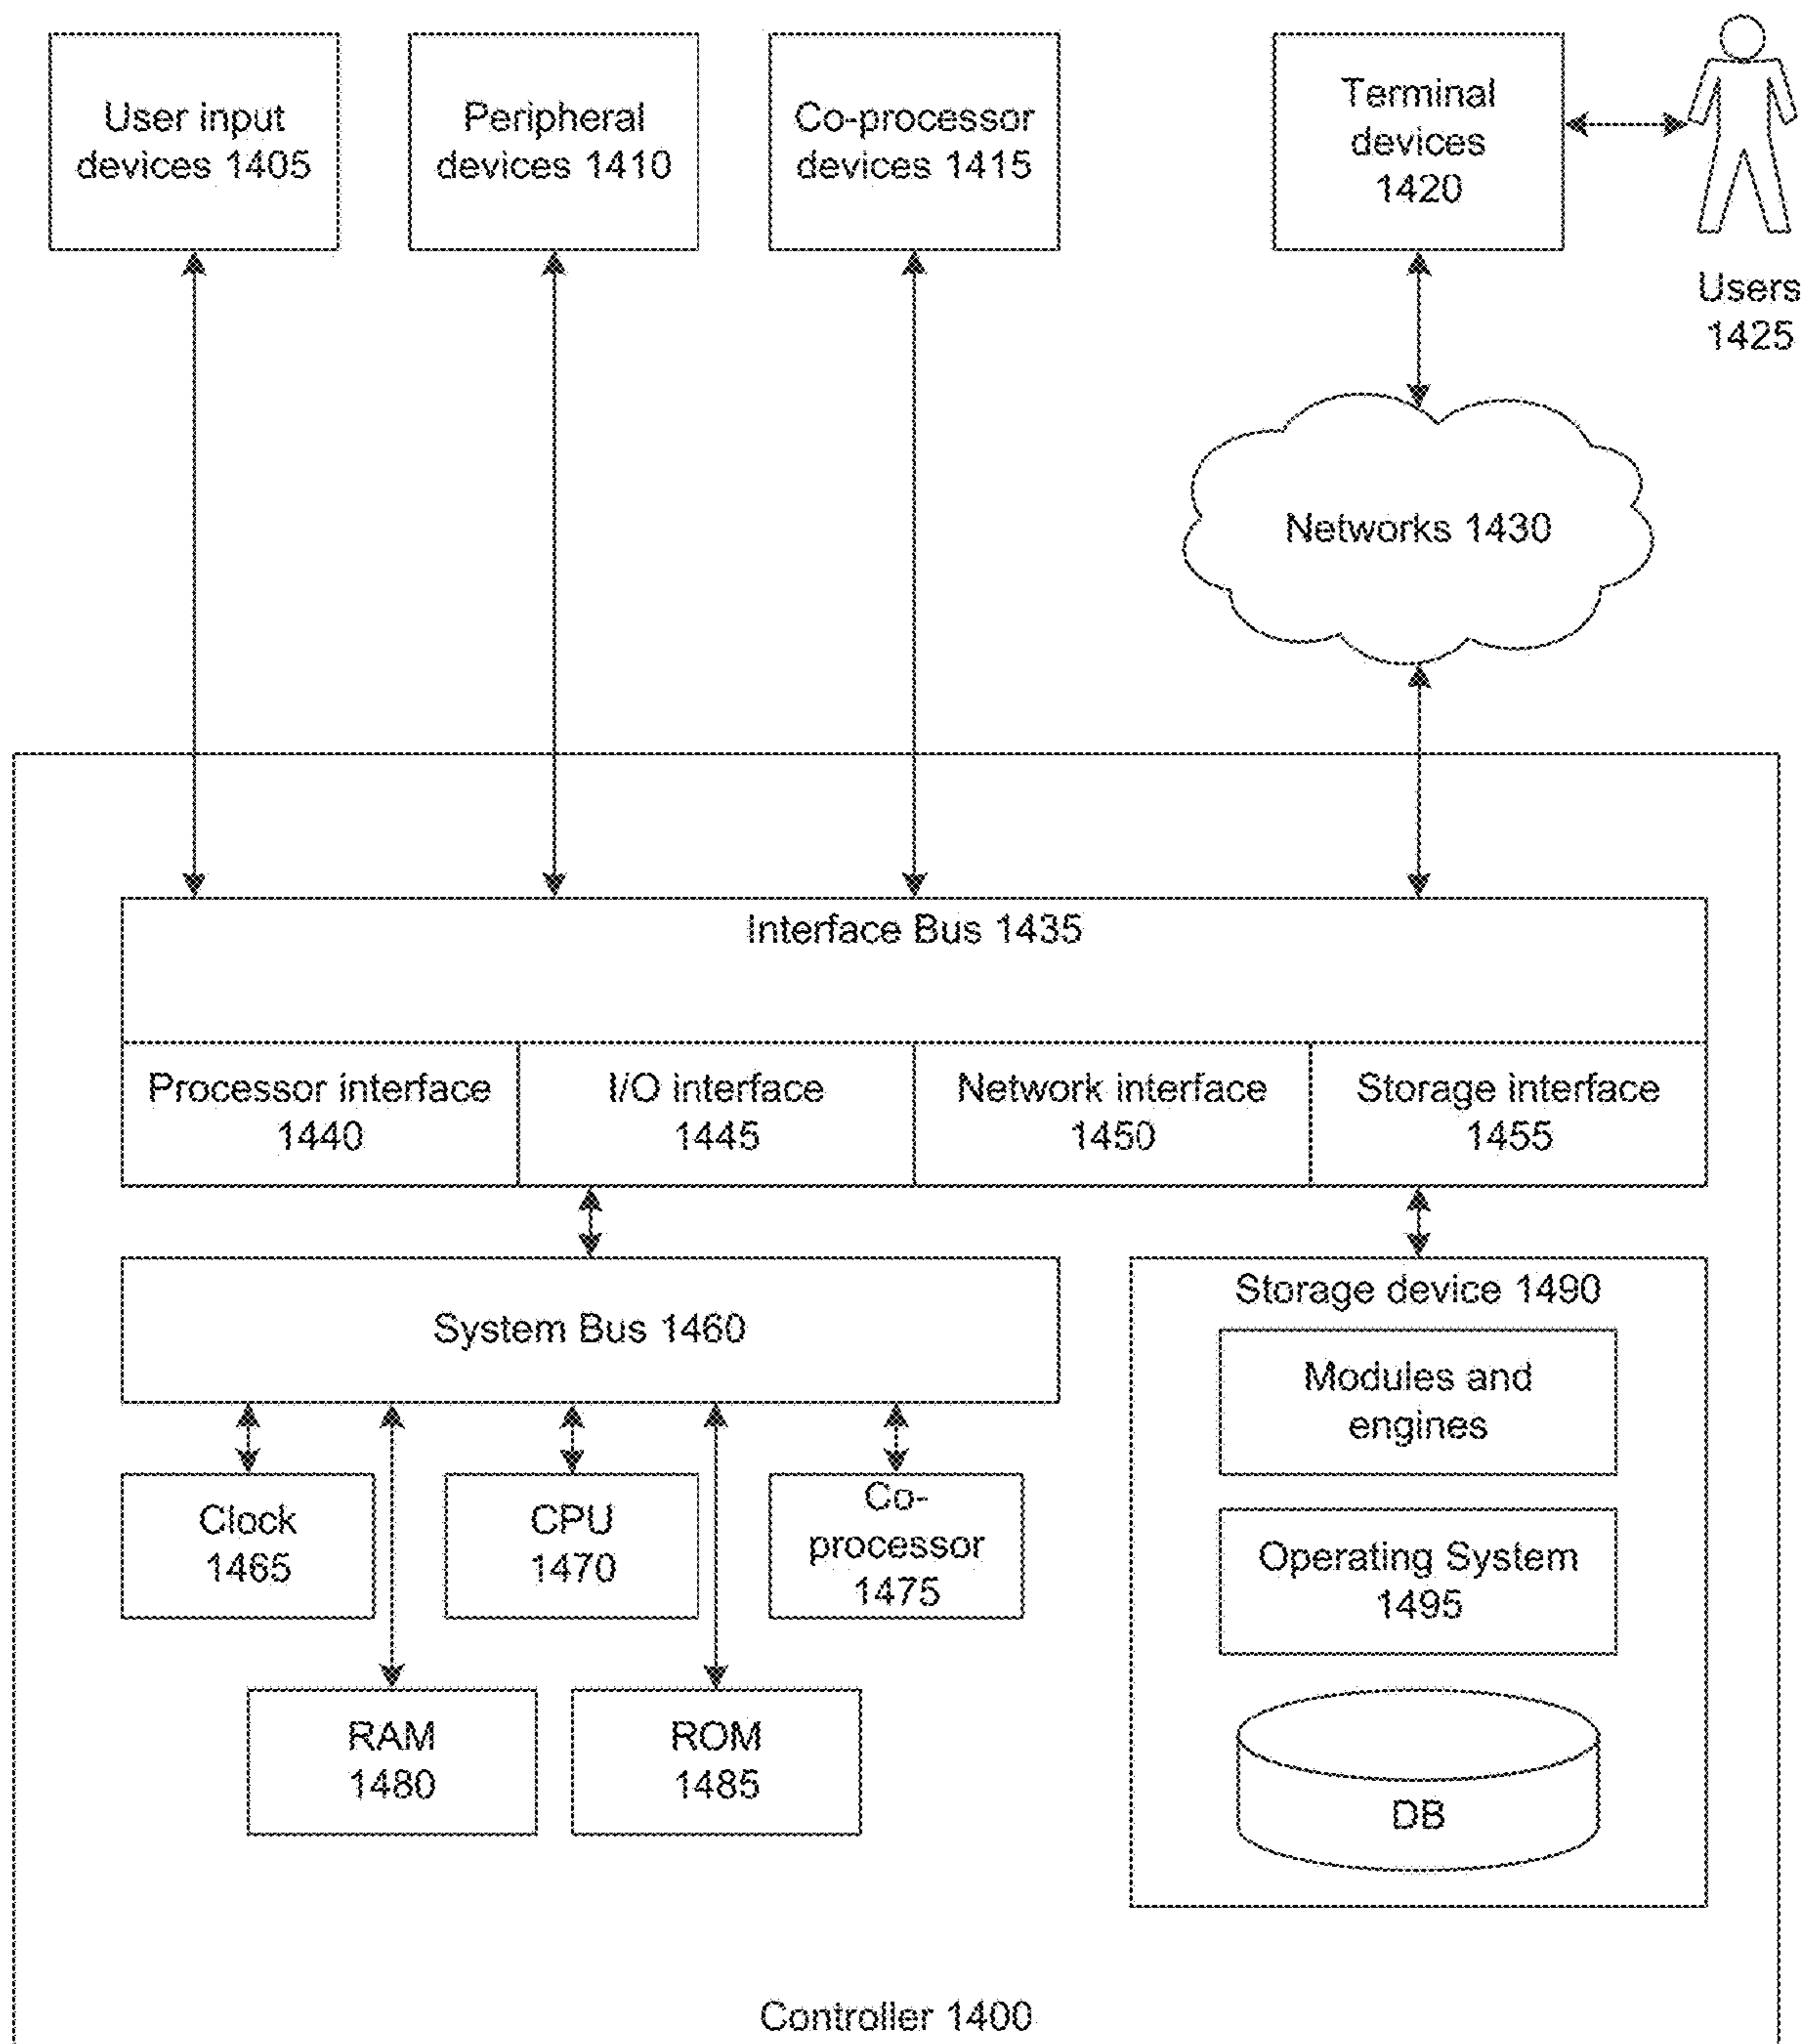 User input
devices 1405
Peripheral
devices 1410
Co-processor
devices 1415
Terminal
devices
1420
Users
1425
Networks 1430
Interface Bus 1435
Processor interface
1440
I/O interface
1445
Network interface
1450
Storage interface
1455
System Bus 1460
Storage device 1490
Modules and
engines
Clock
1465
CPU
1470
Co-
processor
1475
Operating System
1495
RAM
1480
ROM
1485
DB
Controller 1400